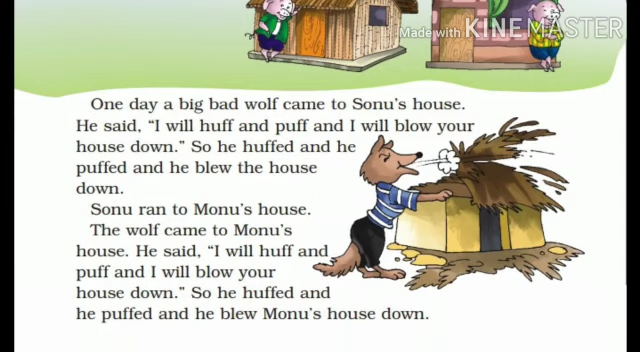 Made with KINEMASTER
One day a big bad wolf came to Sonu's house.
He said, “I will huff and puff and I will blow your
house down.” So he huffed and he
puffed and he blew the house
down.
Sonu ran to Monu's house.
The wolf came to Monu's
house. He said, “I will huff and
puff and I will blow your
house down.” So he huffed and
he puffed and he blew Monu's house down.